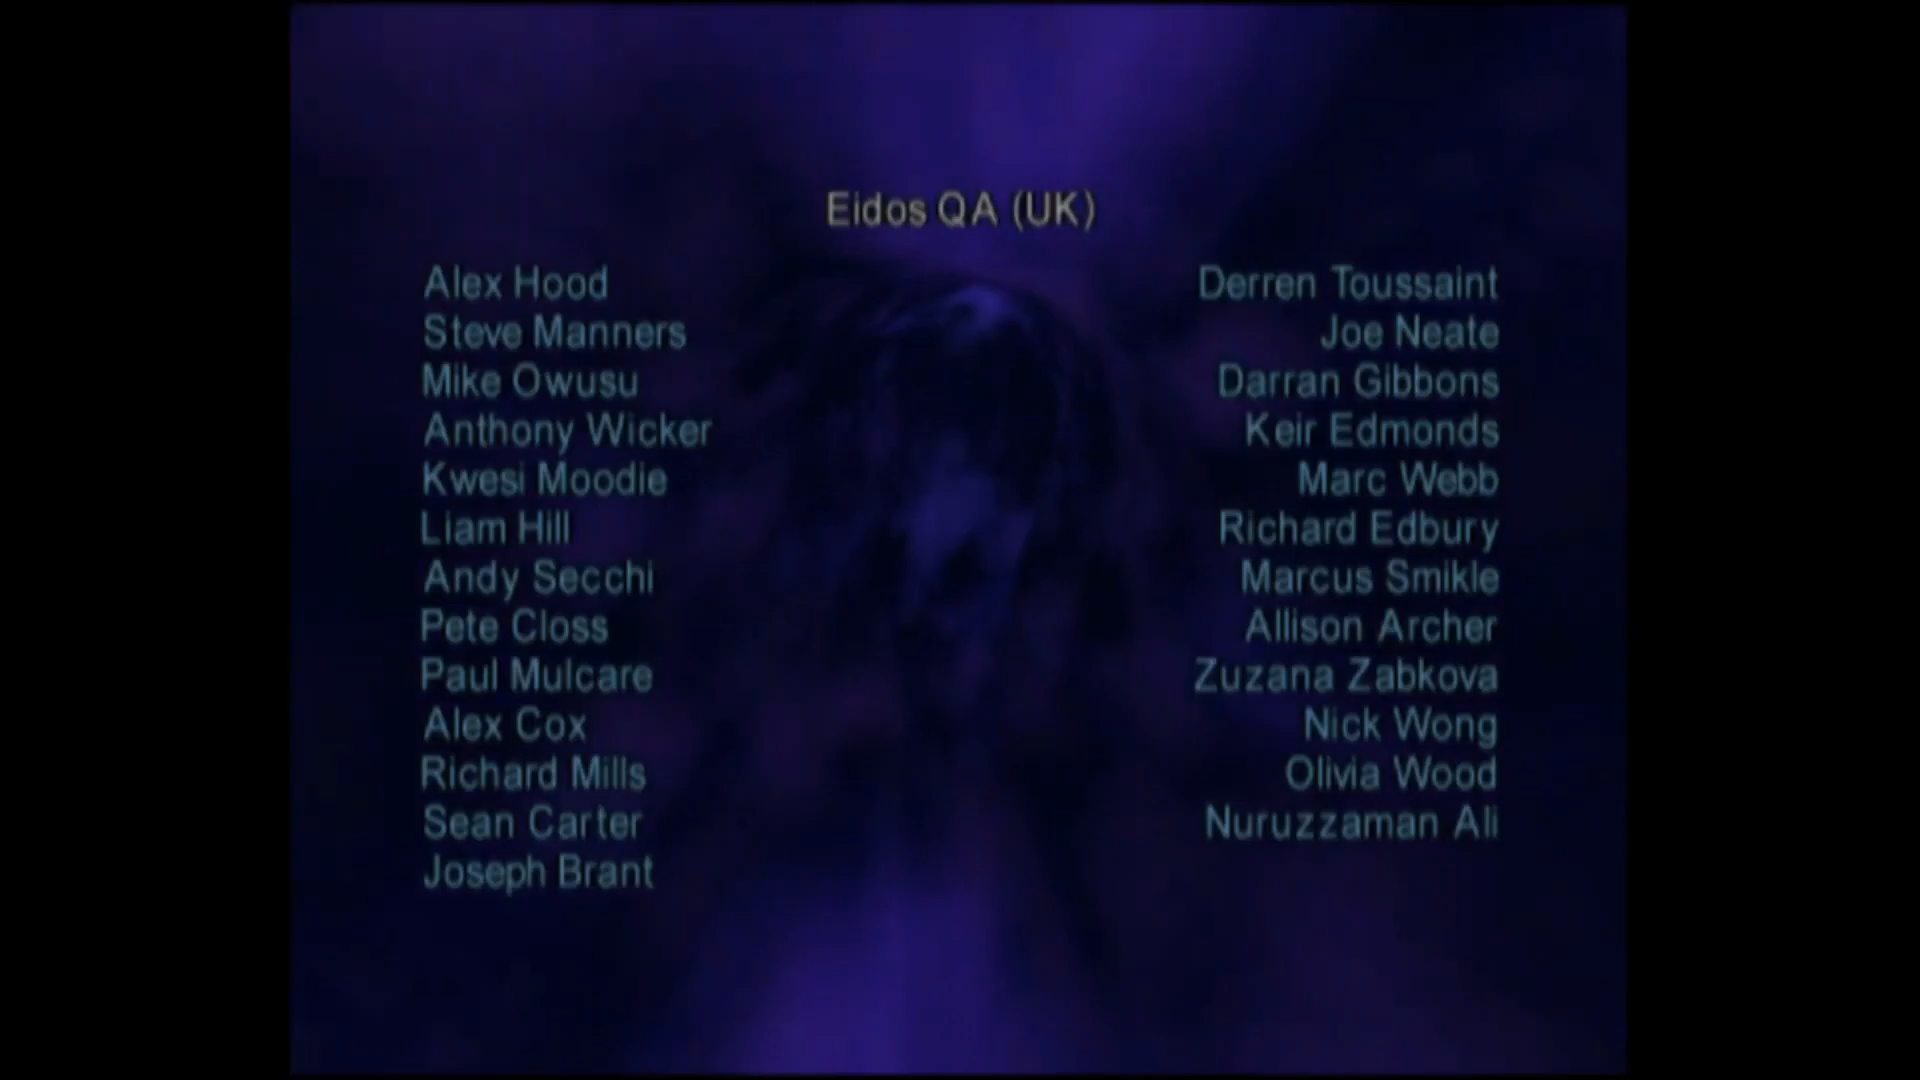 Eidos QA (UK)
Alex Hood
Steve Manners
Mike Owusu
Anthony Wicker
Kwesi Moodie
Liam Hill
Andy Secchi
Pete Closs
Paul Mulcare
Alex Cox
Richard Mills
Sean Carter
Joseph Brant
Derren Toussaint
Joe Neate
Darran Gibbons
Keir Edmonds
Marc Webb
Richard Edbury
Marcus Smikle
Allison Archer
Zuzana Zabkova
Nick Wong
Olivia Wood
Nuruzzaman Ali